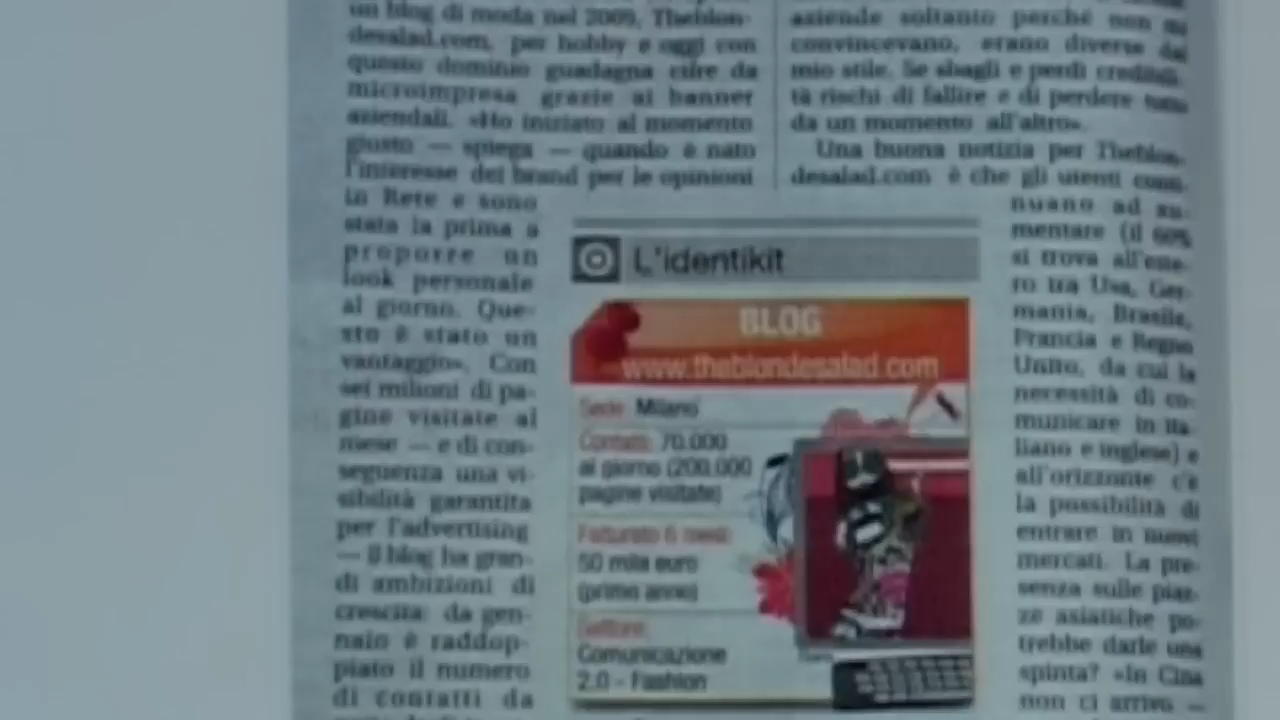 un blog di moda nel 2009, Theblon-
desalad.com, per hobby e oggi con
questo dominio guadagna cifre da
microimpresa grazie ai banner
aziendali. «Ho iniziato al momento
giusto — spiega — quando è nato
l'interesse dei brand per le opinioni
in Rete e sono
stata la prima a
proporre un
look personale
al giorno. Que-
sto è stato un
vantaggio». Con
sei milioni di pa-
gine visitate al
mese — e di con-
seguenza una vi-
sibilità garantita
per l'advertising
— il blog ha gran-
di ambizioni di
crescita: da gen-
naio è raddop-
piato il numero
di contatti da
aziende soltanto perché non mi
convincevano, erano diverse dal
mio stile. Se sbagli e perdi credibili-
tà rischi di fallire e di perdere tutto
da un momento all'altro».
Una buona notizia per Theblon-
desalad.com è che gli utenti conti-
nuano ad au-
mentare (il 60%
si trova all'este-
ro tra Usa, Ger-
mania, Brasile,
Francia e Regno
Unito, da cui la
necessità di co-
municare in ita-
liano e inglese) e
all'orizzonte c'è
la possibilità di
entrare in nuovi
mercati. La pre-
senza sulle piaz-
ze asiatiche po-
trebbe darle una
spinta? «In Cina
non ci arrivo —
L'identikit
BLOG
www.theblondesalad.com
Sede: Milano
Contatti: 70.000
al giorno (200.000
pagine visitate)
Fatturato 6 mesi:
50 mila euro
(primo anno)
Settore:
Comunicazione
2.0 - Fashion